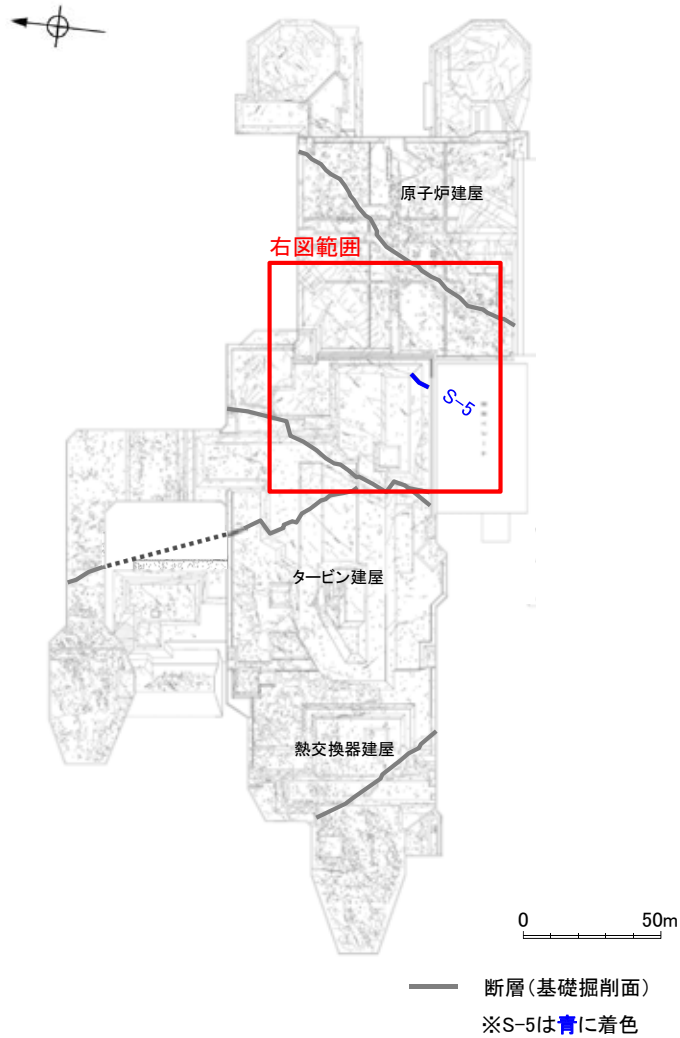 原子炉建屋
右図範囲
S-5
タービン建屋
熱交換器建屋
0 50m
断層(基礎掘削面)
※S-5は青に着色